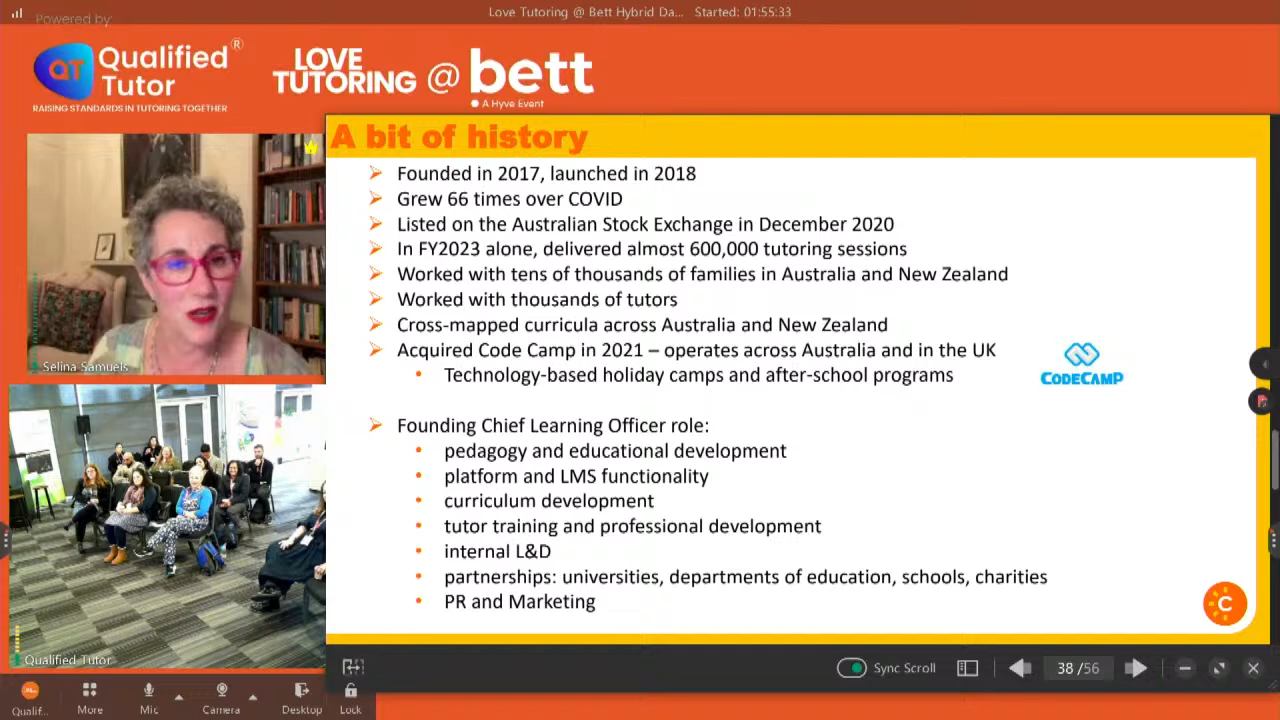 Love Tutoring @ Bett Hybrid Da... Started: 01:55:33
Powered by:
QT Qualified Tutor®
RAISING STANDARDS IN TUTORING TOGETHER
LOVE TUTORING @ bett
A Hyve Event
A bit of history
Founded in 2017, launched in 2018
Grew 66 times over COVID
Listed on the Australian Stock Exchange in December 2020
In FY2023 alone, delivered almost 600,000 tutoring sessions
Worked with tens of thousands of families in Australia and New Zealand
Worked with thousands of tutors
Cross-mapped curricula across Australia and New Zealand
Acquired Code Camp in 2021 – operates across Australia and in the UK
Technology-based holiday camps and after-school programs
CODECAMP
Founding Chief Learning Officer role:
pedagogy and educational development
platform and LMS functionality
curriculum development
tutor training and professional development
internal L&D
partnerships: universities, departments of education, schools, charities
PR and Marketing
C
Selina Samuels
Qualified Tutor
Sync Scroll 38 /56
Qualif... More Mic Camera Desktop Lock